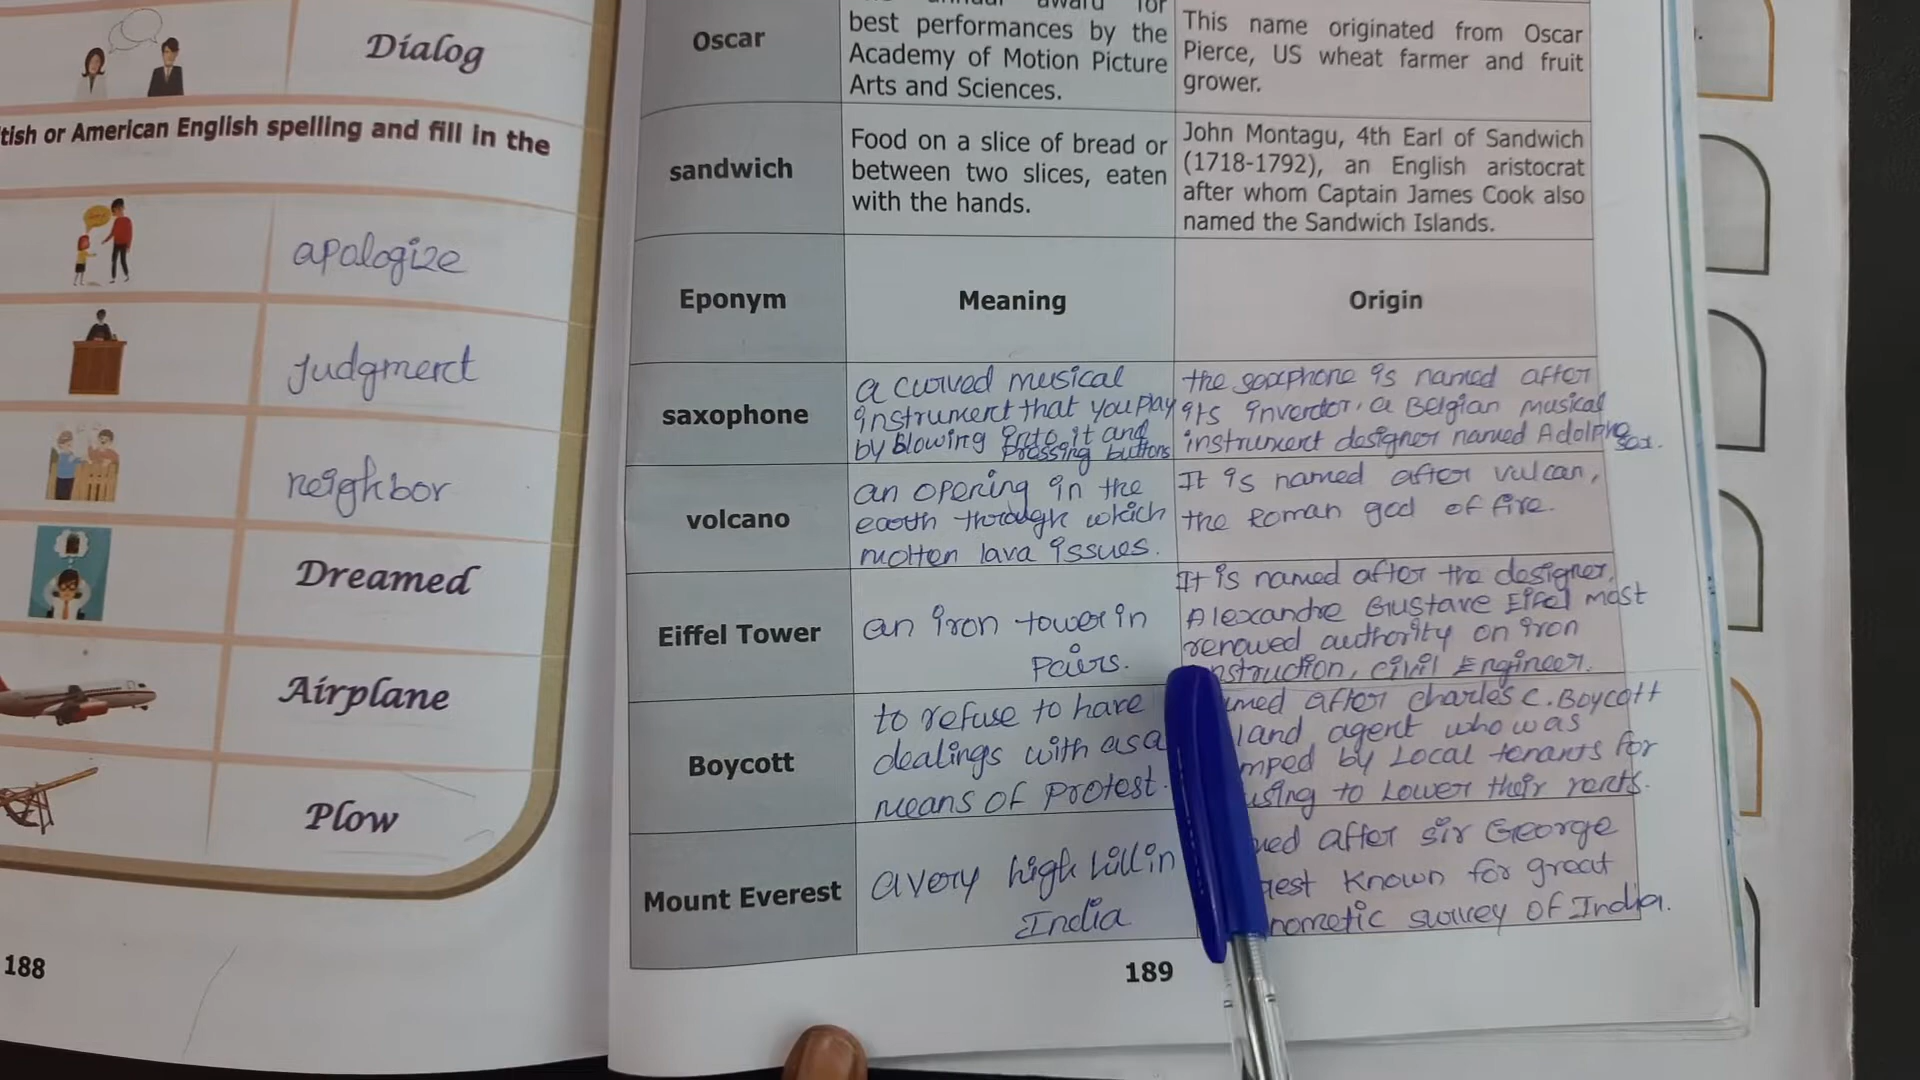 Dialog
tish or American English spelling and fill in the
apologize
judgment
neighbor
Dreamed
Airplane
Plow
188
Oscar
annual award for
best performances by the
Academy of Motion Picture
Arts and Sciences.
This name originated from Oscar
Pierce, US wheat farmer and fruit
grower.
sandwich
Food on a slice of bread or
between two slices, eaten
with the hands.
John Montagu, 4th Earl of Sandwich
(1718-1792), an English aristocrat
after whom Captain James Cook also
named the Sandwich Islands.
Eponym
Meaning
Origin
saxophone
a curved musical
instrument that you play
by blowing into it and
pressing buttons
the saxphone is named after
its inventor, a Belgian musical
instrument designer named Adolphe
sax.
volcano
an opening in the
earth through which
molten lava issues.
It is named after vulcan,
the Roman god of fire.
Eiffel Tower
an iron tower in
Pairs.
It is named after the designer,
Alexandre Gustave Eiffel most
renowed authority on iron
nstruction, civil Engineer.
Boycott
to refuse to have
dealings with as a
means of Protest.
med after charles c. Boycott
land agent who was
mped by Local tenants for
using to Lower their rents.
Mount Everest
a very high hill in
India
ed after sir George
rest known for great
nometic survey of India.
189